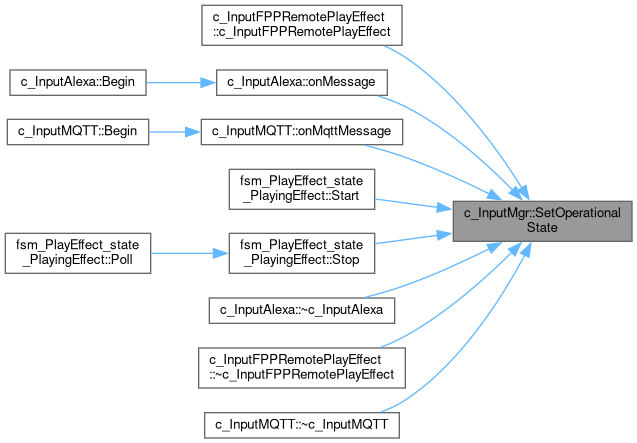 c_InputFPPRemotePlayEffect
::c_InputFPPRemotePlayEffect
c_InputAlexa::Begin
c_InputAlexa::onMessage
c_InputMQTT::Begin
c_InputMQTT::onMqttMessage
fsm_PlayEffect_state
_PlayingEffect::Start
c_InputMgr::SetOperational
State
fsm_PlayEffect_state
_PlayingEffect::Poll
fsm_PlayEffect_state
_PlayingEffect::Stop
c_InputAlexa::~c_InputAlexa
c_InputFPPRemotePlayEffect
::~c_InputFPPRemotePlayEffect
c_InputMQTT::~c_InputMQTT